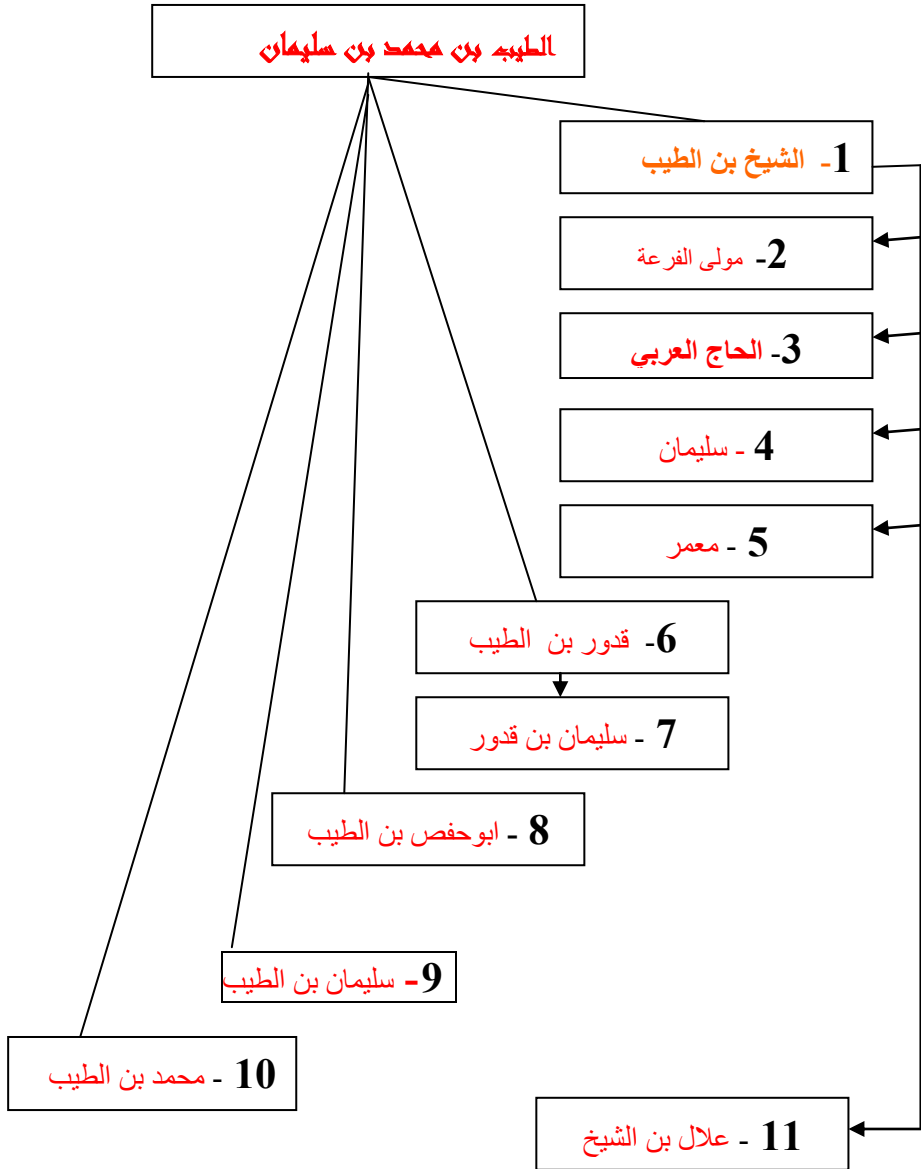 الطيب بن محمد بن سليمان
1- الشيخ بن الطيب
2- مولى الفرعة
3- الحاج العربي
4 - سليمان
5 - معمر
6- قدور بن الطيب
7 - سليمان بن قدور
8 - ابوحفص بن الطيب
9- سليمان بن الطيب
10 - محمد بن الطيب
11 - علال بن الشيخ